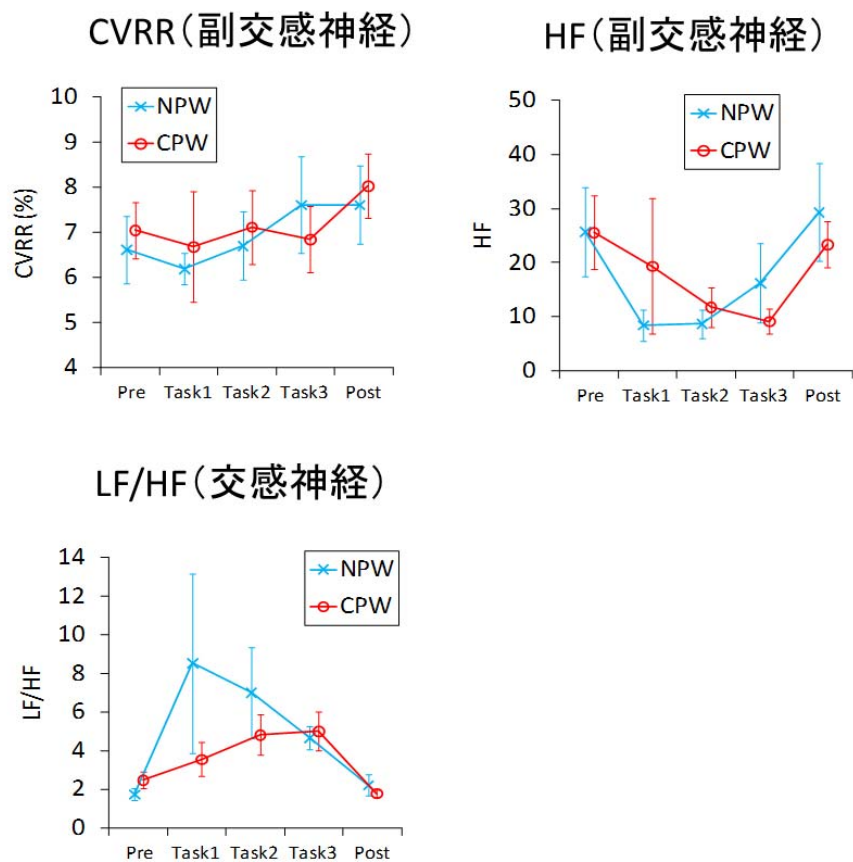 CVRR(副交感神経)
10
9
8
7
6
5
4
CVRR (%)
NPW
CPW
Pre Task1 Task2 Task3 Post
HF(副交感神経)
50
40
30
20
10
0
HF
NPW
CPW
Pre Task1 Task2 Task3 Post
LF/HF(交感神経)
14
12
10
8
6
4
2
0
LF/HF
NPW
CPW
Pre Task1 Task2 Task3 Post